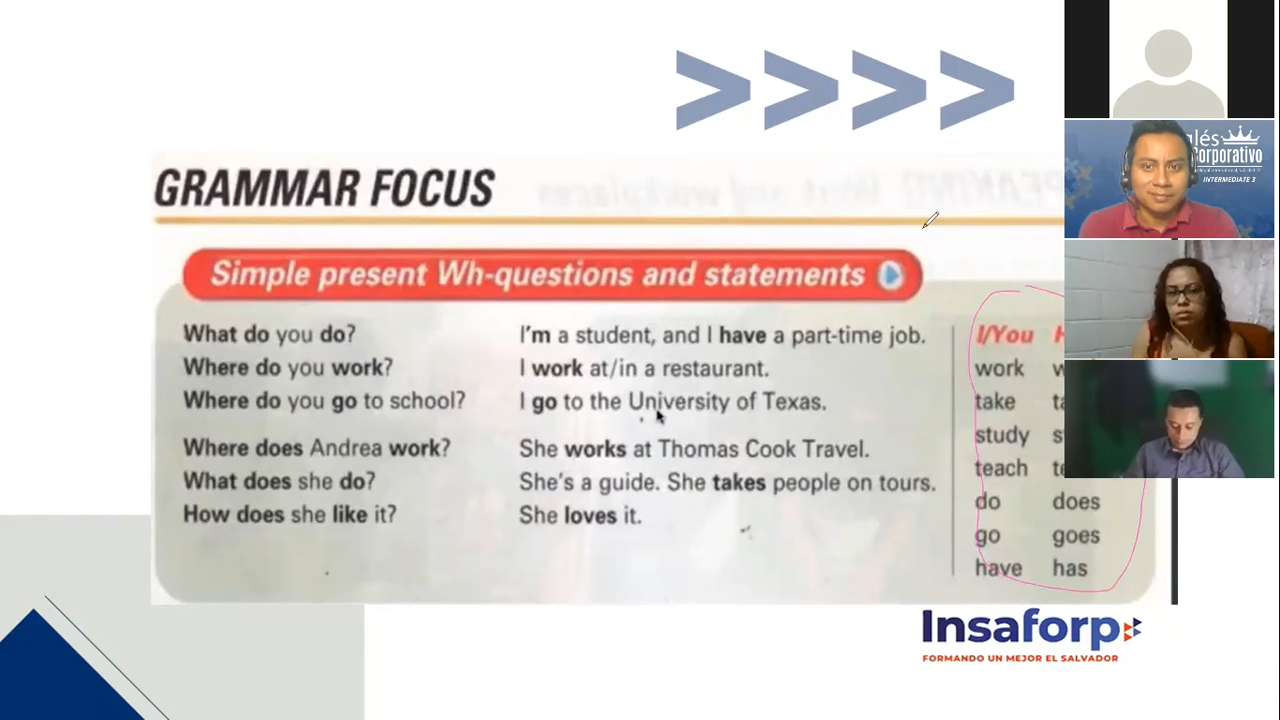 GRAMMAR FOCUS
Simple present Wh-questions and statements
What do you do?
Where do you work?
Where do you go to school?
Where does Andrea work?
What does she do?
How does she like it?
I'm a student, and I have a part-time job.
I work at/in a restaurant.
I go to the University of Texas.
She works at Thomas Cook Travel.
She's a guide. She takes people on tours.
She loves it.
I/You
work
take
study
teach
do does
go goes
have has
Insaforp
FORMANDO UN MEJOR EL SALVADOR
INTERMEDIATE 3